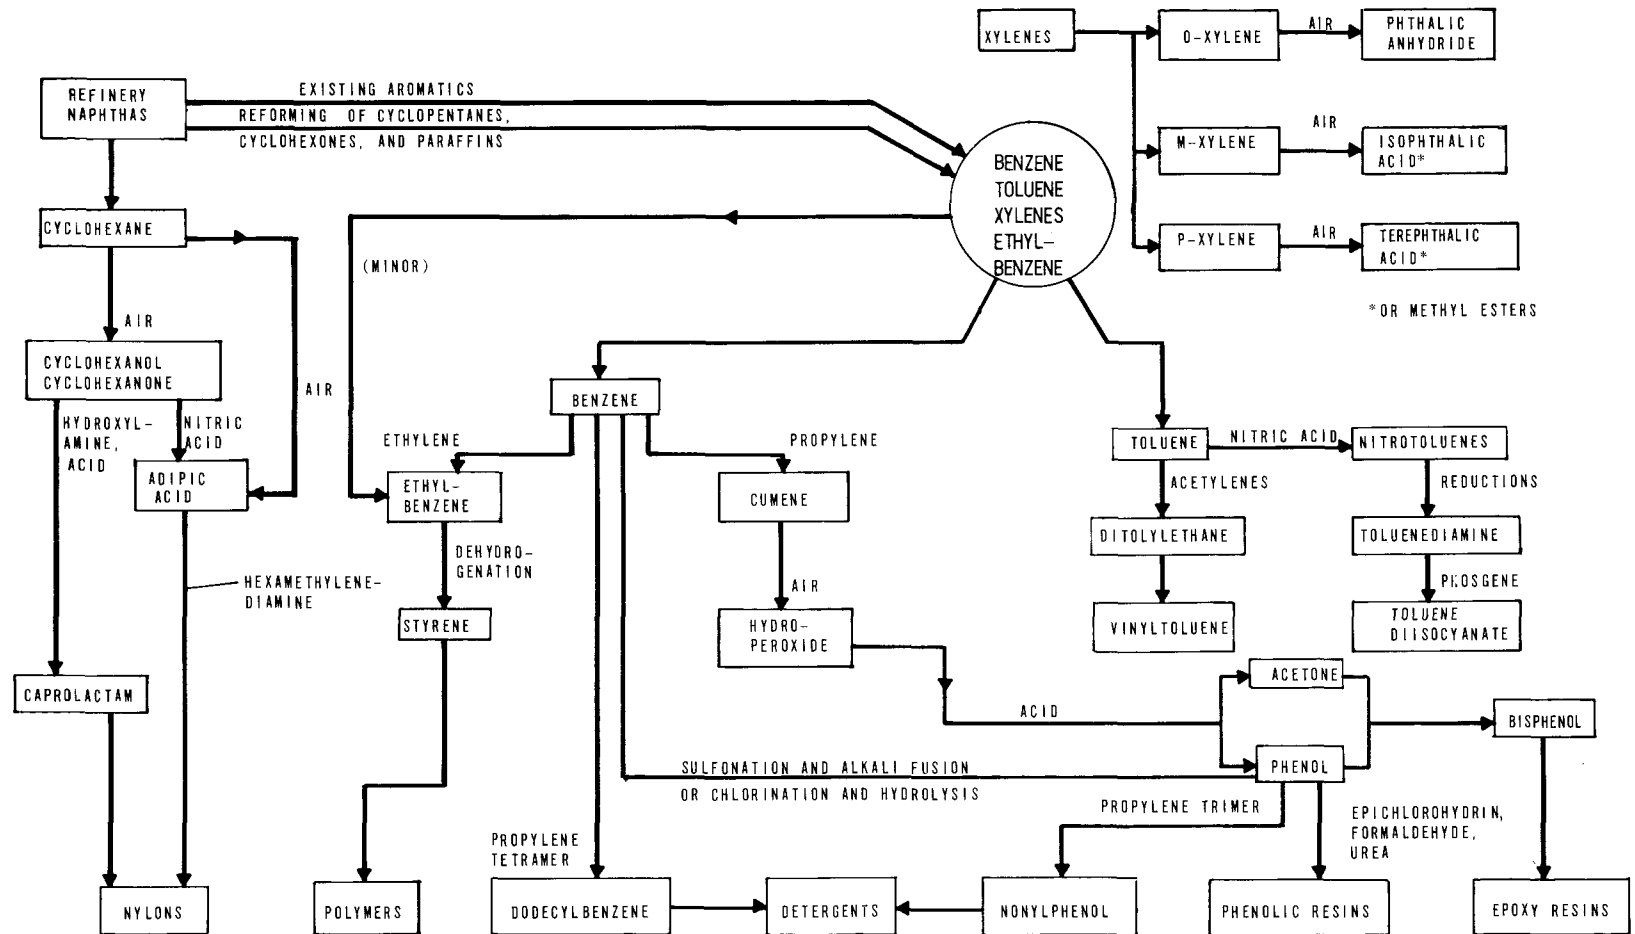 XYLENES
O-XYLENE
AIR
PHTHALIC
ANHYDRIDE
REFINERY
NAPHTHAS
EXISTING AROMATICS
REFORMING OF CYCLOPENTANES,
CYCLOHEXONES, AND PARAFFINS
M-XYLENE
AIR
ISOPHTHALIC
ACID*
BENZENE
TOLUENE
XYLENES
ETHYL-
BENZENE
P-XYLENE
AIR
TEREPHTHALIC
ACID*
*OR METHYL ESTERS
CYCLOHEXANE
(MINOR)
AIR
CYCLOHEXANOL
CYCLOHEXANONE
AIR
HYDROXYL-
AMINE,
ACID
NITRIC
ACID
ADIPIC
ACID
HEXAMETHYLENE-
DIAMINE
CAPROLACTAM
NYLONS
BENZENE
ETHYLENE
PROPYLENE
ETHYL-
BENZENE
CUMENE
DEHYDRO-
GENATION
AIR
STYRENE
HYDRO-
PEROXIDE
TOLUENE
NITRIC ACID
NITROTOLUENES
ACETYLENES
REDUCTIONS
DITOLYLETHANE
TOLUENEDIAMINE
PHOSGENE
VINYLTOLUENE
TOLUENE
DIISOCYANATE
ACID
ACETONE
BISPHENOL
PHENOL
SULFONATION AND ALKALI FUSION
OR CHLORINATION AND HYDROLYSIS
PROPYLENE TRIMER
EPICHLOROHYDRIN,
FORMALDEHYDE,
UREA
PROPYLENE
TETRAMER
POLYMERS
DODECYLBENZENE
DETERGENTS
NONYLPHENOL
PHENOLIC RESINS
EPOXY RESINS